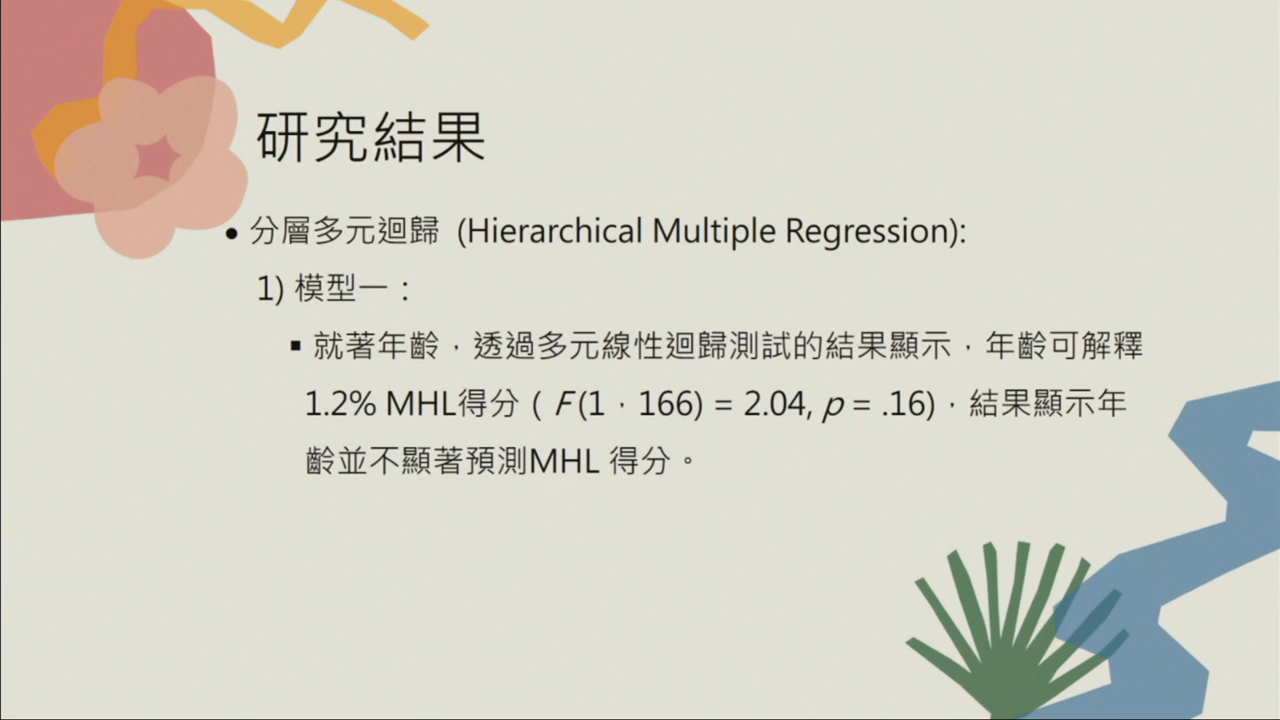 研究結果
• 分層多元迴歸 (Hierarchical Multiple Regression):
1) 模型一：
▪ 就著年齡，透過多元線性迴歸測試的結果顯示，年齡可解釋
1.2% MHL得分（ F(1，166) = 2.04, p = .16)，結果顯示年
齡並不顯著預測MHL 得分。